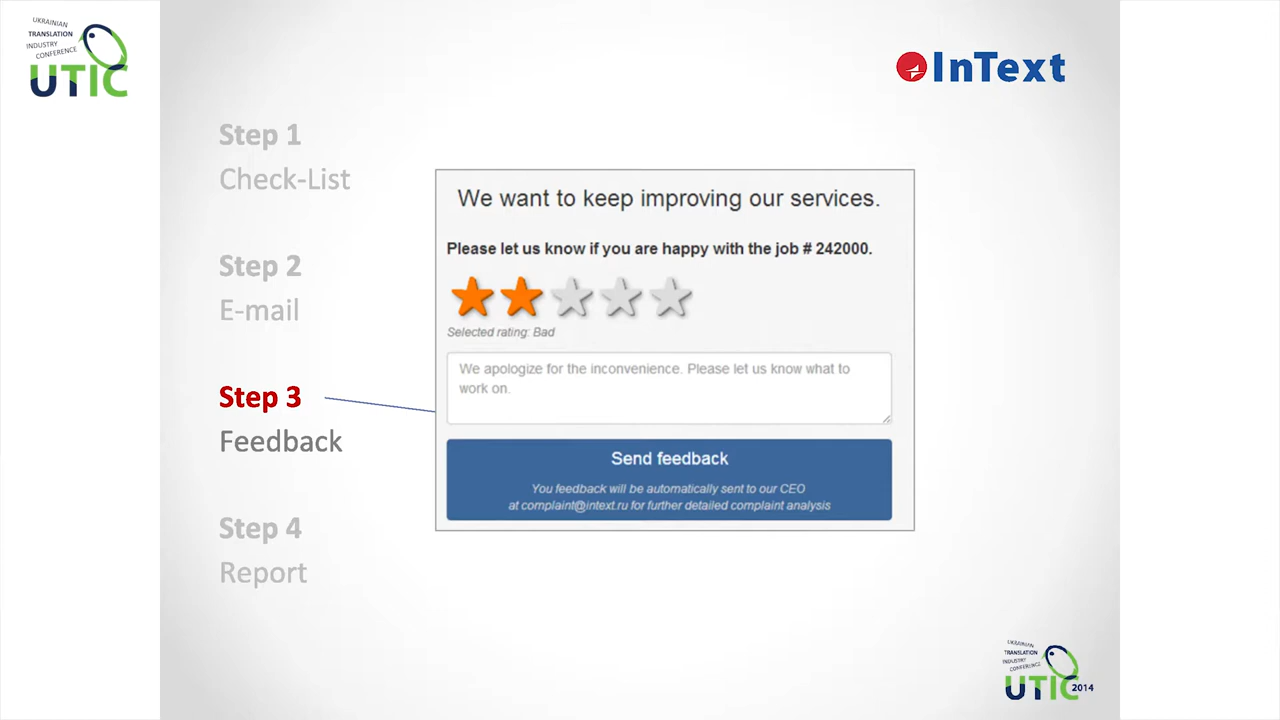 UKRAINIAN
TRANSLATION
INDUSTRY
CONFERENCE
UTIC
InText
Step 1
Check-List
Step 2
E-mail
Step 3
Feedback
Step 4
Report
We want to keep improving our services.
Please let us know if you are happy with the job # 242000.
Selected rating: Bad
We apologize for the inconvenience. Please let us know what to
work on.
Send feedback
You feedback will be automatically sent to our CEO
at complaint@intext.ru for further detailed complaint analysis
UKRAINIAN
TRANSLATION
INDUSTRY
CONFERENCE
UTIC 2014